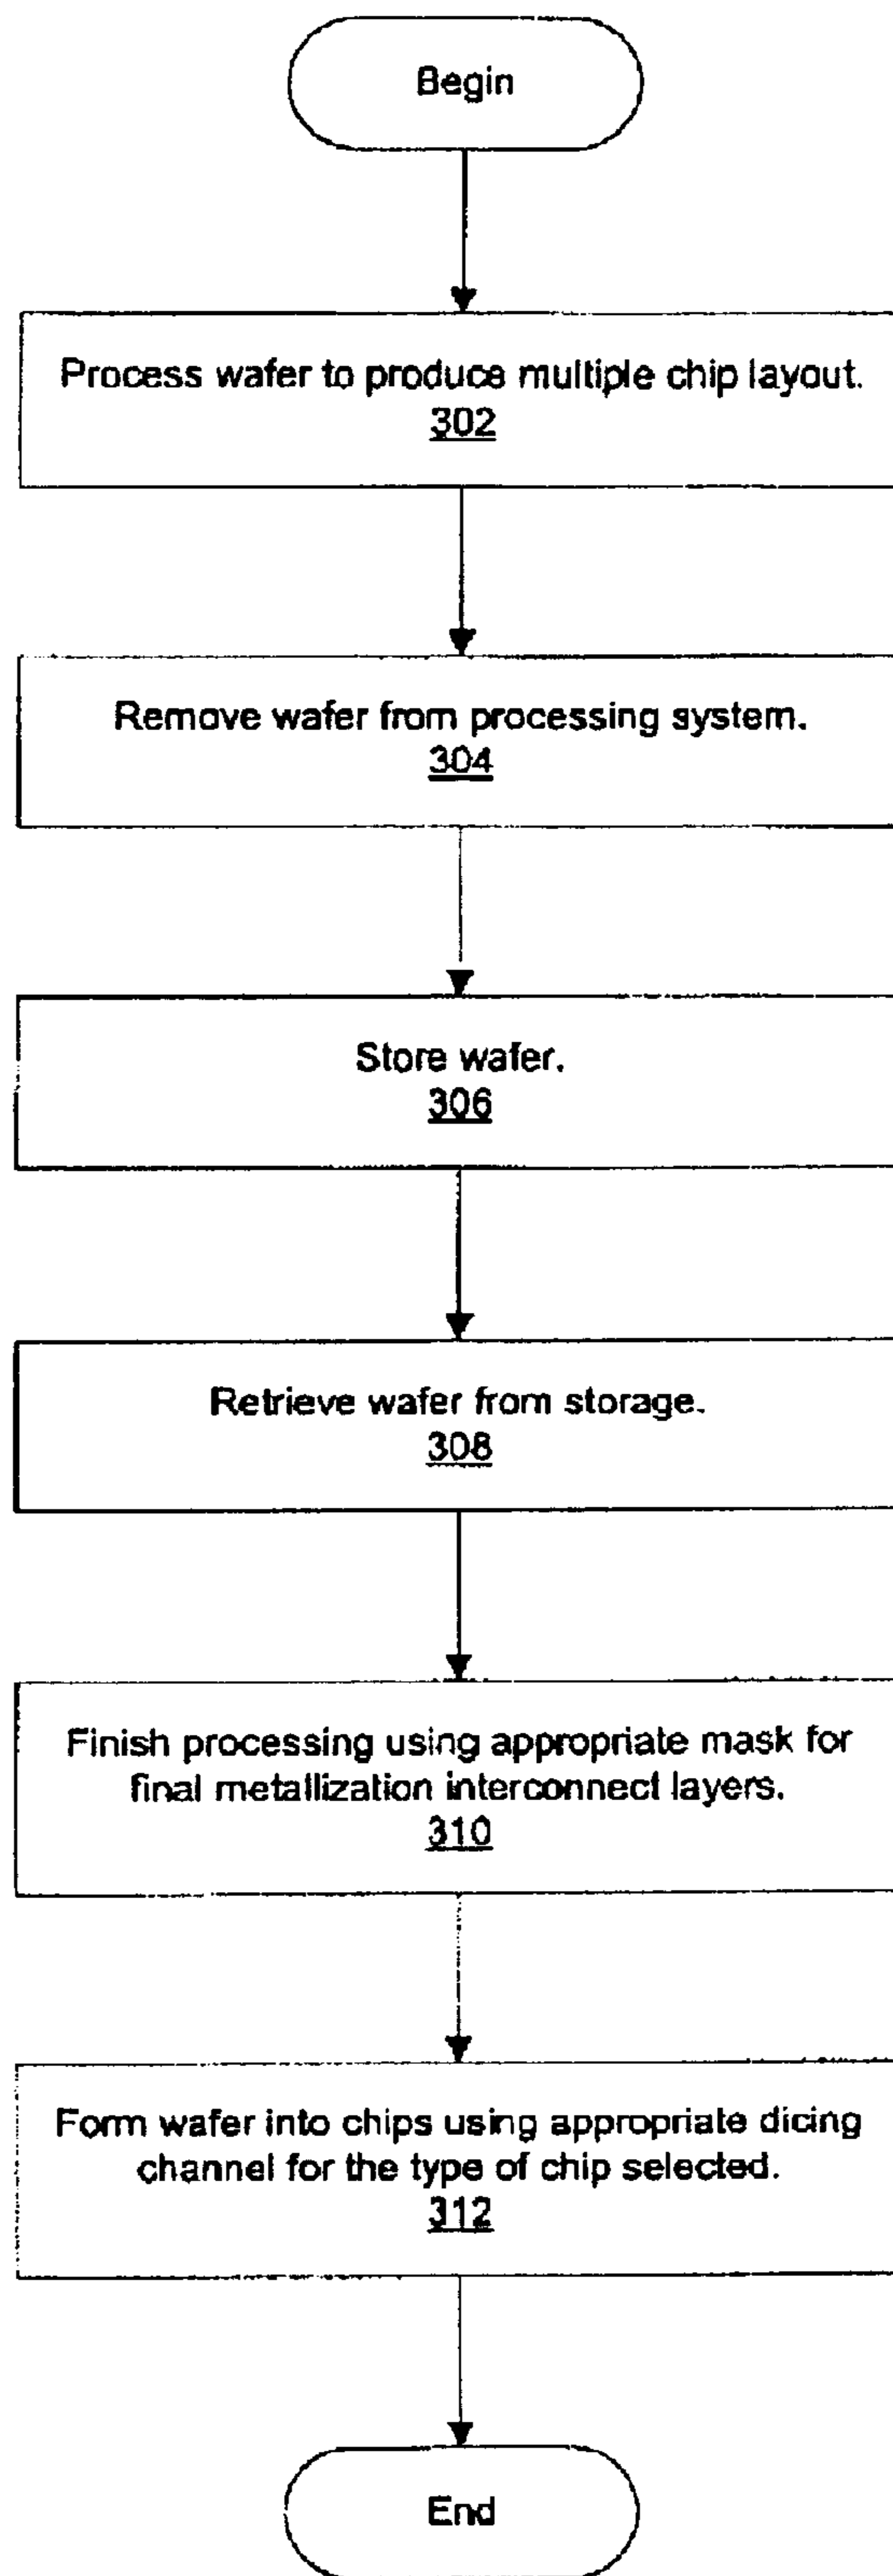 Begin
Process wafer to produce multiple chip layout.
302
Remove wafer from processing system.
304
Store wafer.
306
Retrieve wafer from storage.
308
Finish processing using appropriate mask for
final metallization interconnect layers.
310
Form wafer into chips using appropriate dicing
channel for the type of chip selected.
312
End